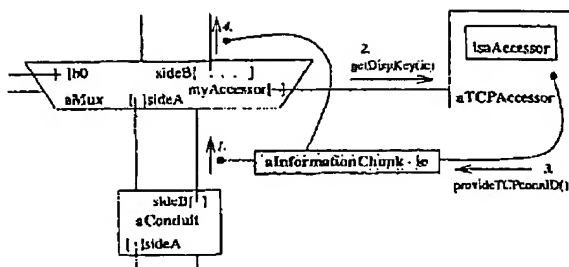 4.
2.
getDispKey(ic)
IsaAccessor
[ ]b0
sideB[ . . . ]
myAccessor[ ]
aMux
[ ]sideA
aTCPAccessor
1.
aInformationChunk - ic
3.
provideTCPconnID()
sideB[ ]
aConduit
[ ]sideA